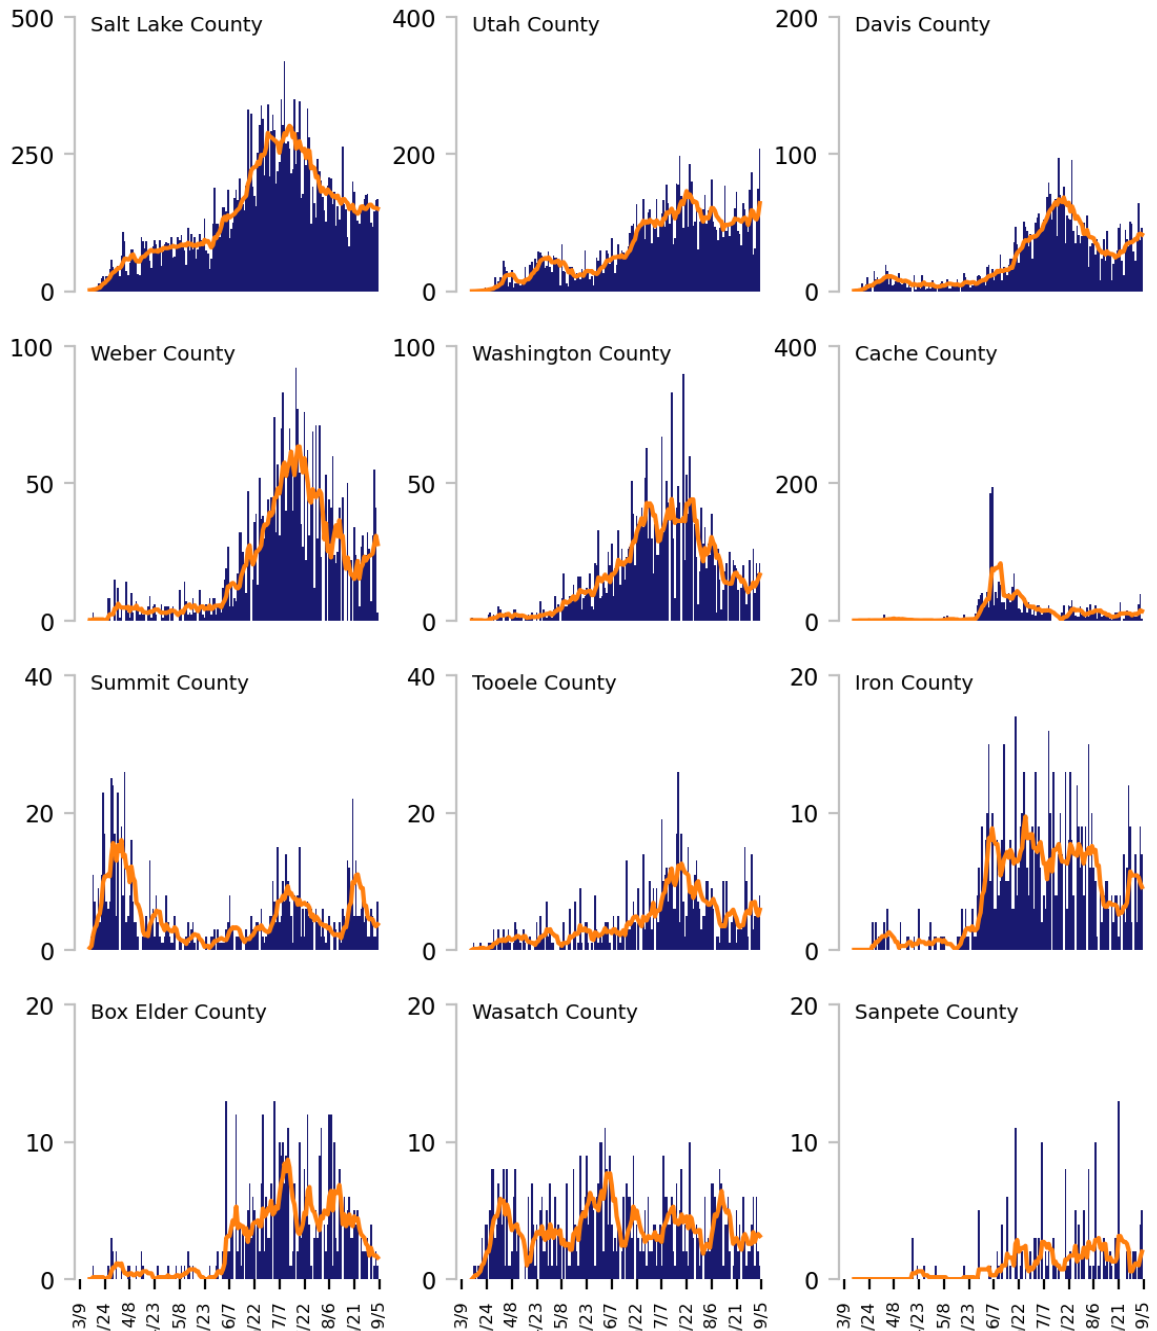 500 Salt Lake County 400 Utah County 200 Davis County
250 200 100
0 0 0
100 Weber County 100 Washington County 400 Cache County
50 50 200
0 0 0
40 Summit County 40 Tooele County 20 Iron County
20 20 10
0 0 0
20 Box Elder County 20 Wasatch County 20 Sanpete County
10 10 10
0 0 0
3/9 /24 4/8 /23 5/8 /23 6/7 /22 7/7 /22 8/6 /21 9/5 3/9 /24 4/8 /23 5/8 /23 6/7 /22 7/7 /22 8/6 /21 9/5 3/9 /24 4/8 /23 5/8 /23 6/7 /22 7/7 /22 8/6 /21 9/5